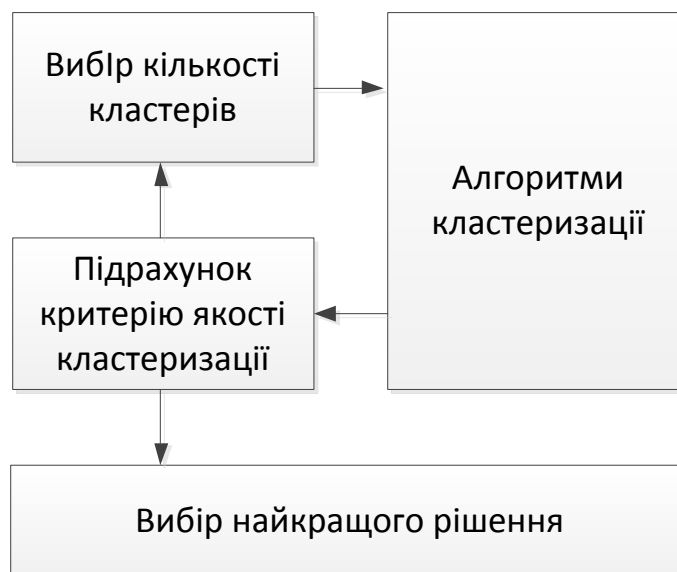 ВибІр кількості
кластерів
Алгоритми
кластеризації
Підрахунок
критерію якості
кластеризації
Вибір найкращого рішення